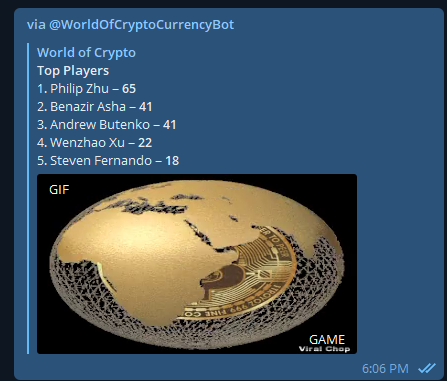 via @WorldOfCryptoCurrencyBot
World of Crypto
Top Players
1. Philip Zhu – 65
2. Benazir Asha – 41
3. Andrew Butenko – 41
4. Wenzhao Xu – 22
5. Steven Fernando – 18
GIF
GAME
Viral Chop
6:06 PM